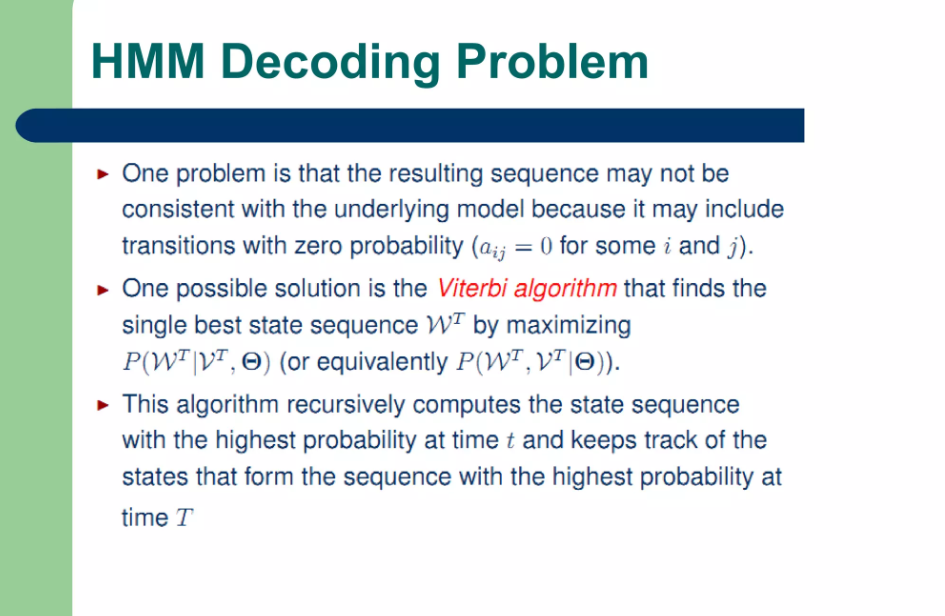 HMM Decoding Problem
► One problem is that the resulting sequence may not be
consistent with the underlying model because it may include
transitions with zero probability (aᵢⱼ = 0 for some i and j).
► One possible solution is the Viterbi algorithm that finds the
single best state sequence 𝒲ᵀ by maximizing
P(𝒲ᵀ|𝒱ᵀ, Θ) (or equivalently P(𝒲ᵀ, 𝒱ᵀ|Θ)).
► This algorithm recursively computes the state sequence
with the highest probability at time t and keeps track of the
states that form the sequence with the highest probability at
time T